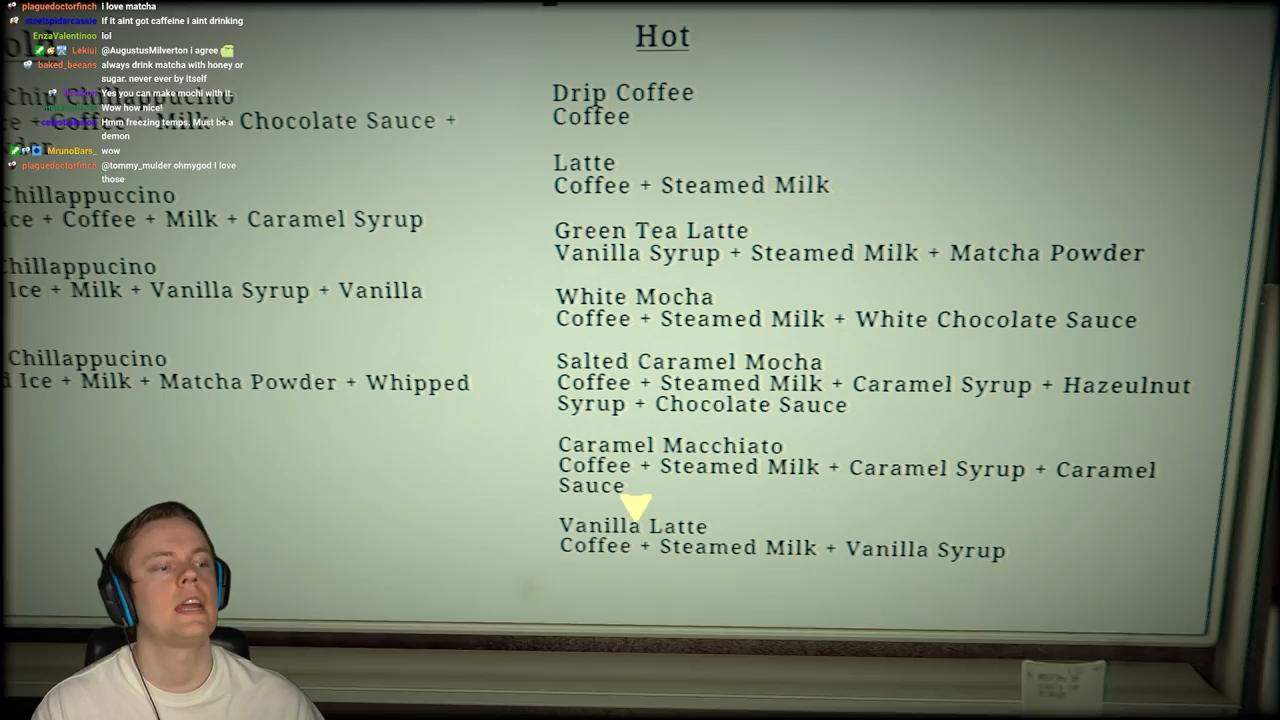 plaguedoctorfinch i love matcha
steelspidercassie If it aint got caffeine i aint drinking
EnzaValentinoo lol
Lekiui @AugustusMilverton i agree
baked_beeans always drink matcha with honey or
sugar. never ever by itself
Yes you can make mochi with it.
Wow how nice!
Hmm freezing temps. Must be a
demon
MrunoBars_ wow
plaguedoctorfinch @tommy_mulder ohmygod I love
those
Chip Chillappucino
+ Coffee + Milk + Chocolate Sauce +
Chillappuccino
Ice + Coffee + Milk + Caramel Syrup
Chillappucino
Ice + Milk + Vanilla Syrup + Vanilla
Chillappucino
Ice + Milk + Matcha Powder + Whipped
Hot
Drip Coffee
Coffee
Latte
Coffee + Steamed Milk
Green Tea Latte
Vanilla Syrup + Steamed Milk + Matcha Powder
White Mocha
Coffee + Steamed Milk + White Chocolate Sauce
Salted Caramel Mocha
Coffee + Steamed Milk + Caramel Syrup + Hazeulnut
Syrup + Chocolate Sauce
Caramel Macchiato
Coffee + Steamed Milk + Caramel Syrup + Caramel
Sauce
Vanilla Latte
Coffee + Steamed Milk + Vanilla Syrup